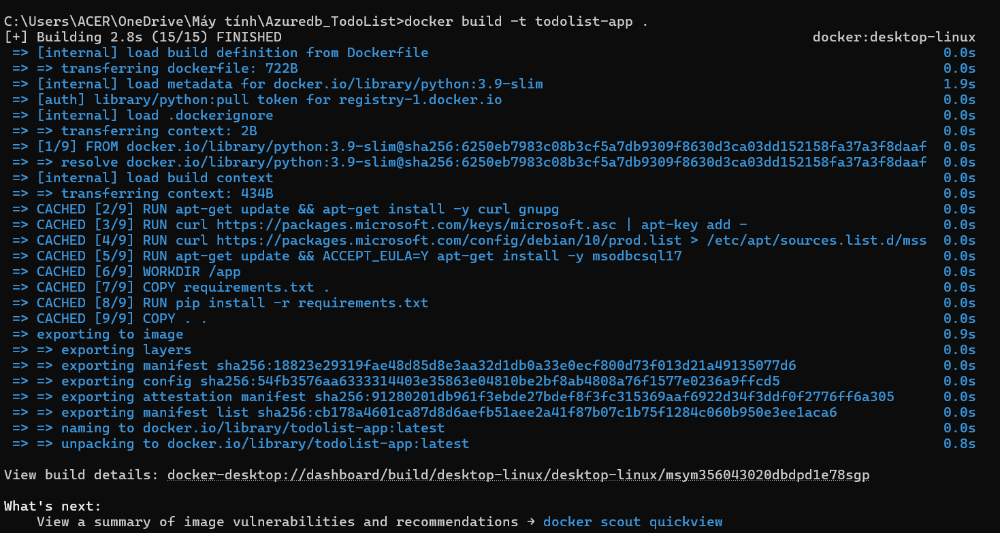 C:\Users\ACER\OneDrive\Máy tính\Azuredb_TodoList>docker build -t todolist-app .
[+] Building 2.8s (15/15) FINISHED docker:desktop-linux
=> [internal] load build definition from Dockerfile 0.0s
=> => transferring dockerfile: 722B 0.0s
=> [internal] load metadata for docker.io/library/python:3.9-slim 1.9s
=> [auth] library/python:pull token for registry-1.docker.io 0.0s
=> [internal] load .dockerignore 0.0s
=> => transferring context: 2B 0.0s
=> [1/9] FROM docker.io/library/python:3.9-slim@sha256:6250eb7983c08b3cf5a7db9309f8630d3ca03dd152158fa37a3f8daaf 0.0s
=> => resolve docker.io/library/python:3.9-slim@sha256:6250eb7983c08b3cf5a7db9309f8630d3ca03dd152158fa37a3f8daaf 0.0s
=> [internal] load build context 0.0s
=> => transferring context: 434B 0.0s
=> CACHED [2/9] RUN apt-get update && apt-get install -y curl gnupg 0.0s
=> CACHED [3/9] RUN curl https://packages.microsoft.com/keys/microsoft.asc | apt-key add - 0.0s
=> CACHED [4/9] RUN curl https://packages.microsoft.com/config/debian/10/prod.list > /etc/apt/sources.list.d/mss 0.0s
=> CACHED [5/9] RUN apt-get update && ACCEPT_EULA=Y apt-get install -y msodbcsql17 0.0s
=> CACHED [6/9] WORKDIR /app 0.0s
=> CACHED [7/9] COPY requirements.txt . 0.0s
=> CACHED [8/9] RUN pip install -r requirements.txt 0.0s
=> CACHED [9/9] COPY . . 0.0s
=> exporting to image 0.9s
=> => exporting layers 0.0s
=> => exporting manifest sha256:18823e29319fae48d85d8e3aa32d1db0a33e0ecf800d73f013d21a49135077d6 0.0s
=> => exporting config sha256:54fb3576aa6333314403e35863e04810be2bf8ab4808a76f1577e0236a9ffcd5 0.0s
=> => exporting attestation manifest sha256:91280201db961f3ebde27bdef8f3fc315369aaf6922d34f3ddf0f2776ff6a305 0.0s
=> => exporting manifest list sha256:cb178a4601ca87d8d6aefb51aee2a41f87b07c1b75f1284c060b950e3ee1aca6 0.0s
=> => naming to docker.io/library/todolist-app:latest 0.0s
=> => unpacking to docker.io/library/todolist-app:latest 0.8s
View build details: docker-desktop://dashboard/build/desktop-linux/desktop-linux/msym356043020dbdpd1e78sgp
What's next:
View a summary of image vulnerabilities and recommendations → docker scout quickview